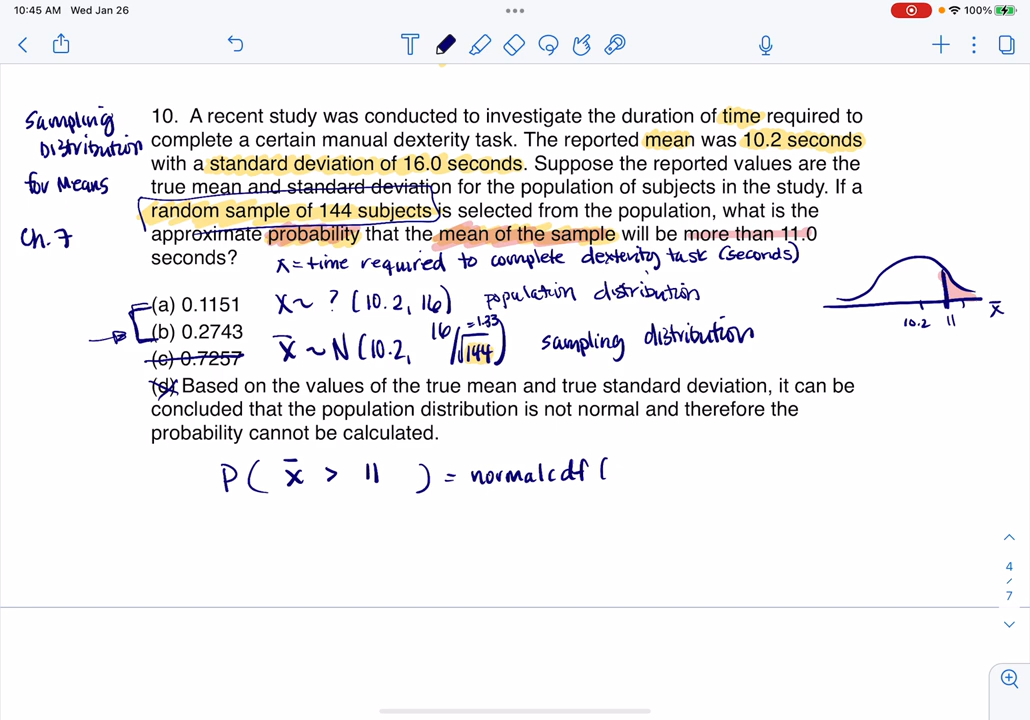 10:45 AM Wed Jan 26
100%
T
Sampling
Distribution
for Means
Ch. 7
10. A recent study was conducted to investigate the duration of time required to
complete a certain manual dexterity task. The reported mean was 10.2 seconds
with a standard deviation of 16.0 seconds. Suppose the reported values are the
true mean and standard deviation for the population of subjects in the study. If a
random sample of 144 subjects is selected from the population, what is the
approximate probability that the mean of the sample will be more than 11.0
seconds?
x = time required to complete dexterity task (seconds)
(a) 0.1151
X ~ ? (10.2, 16) population distribution
(b) 0.2743
x̄ ~ N (10.2, 16/√144) = 1.33 sampling distribution
(c) 0.7257
10.2 11 x̄
(d) Based on the values of the true mean and true standard deviation, it can be
concluded that the population distribution is not normal and therefore the
probability cannot be calculated.
P( x̄ > 11 ) = normalcdf (
4
/
7